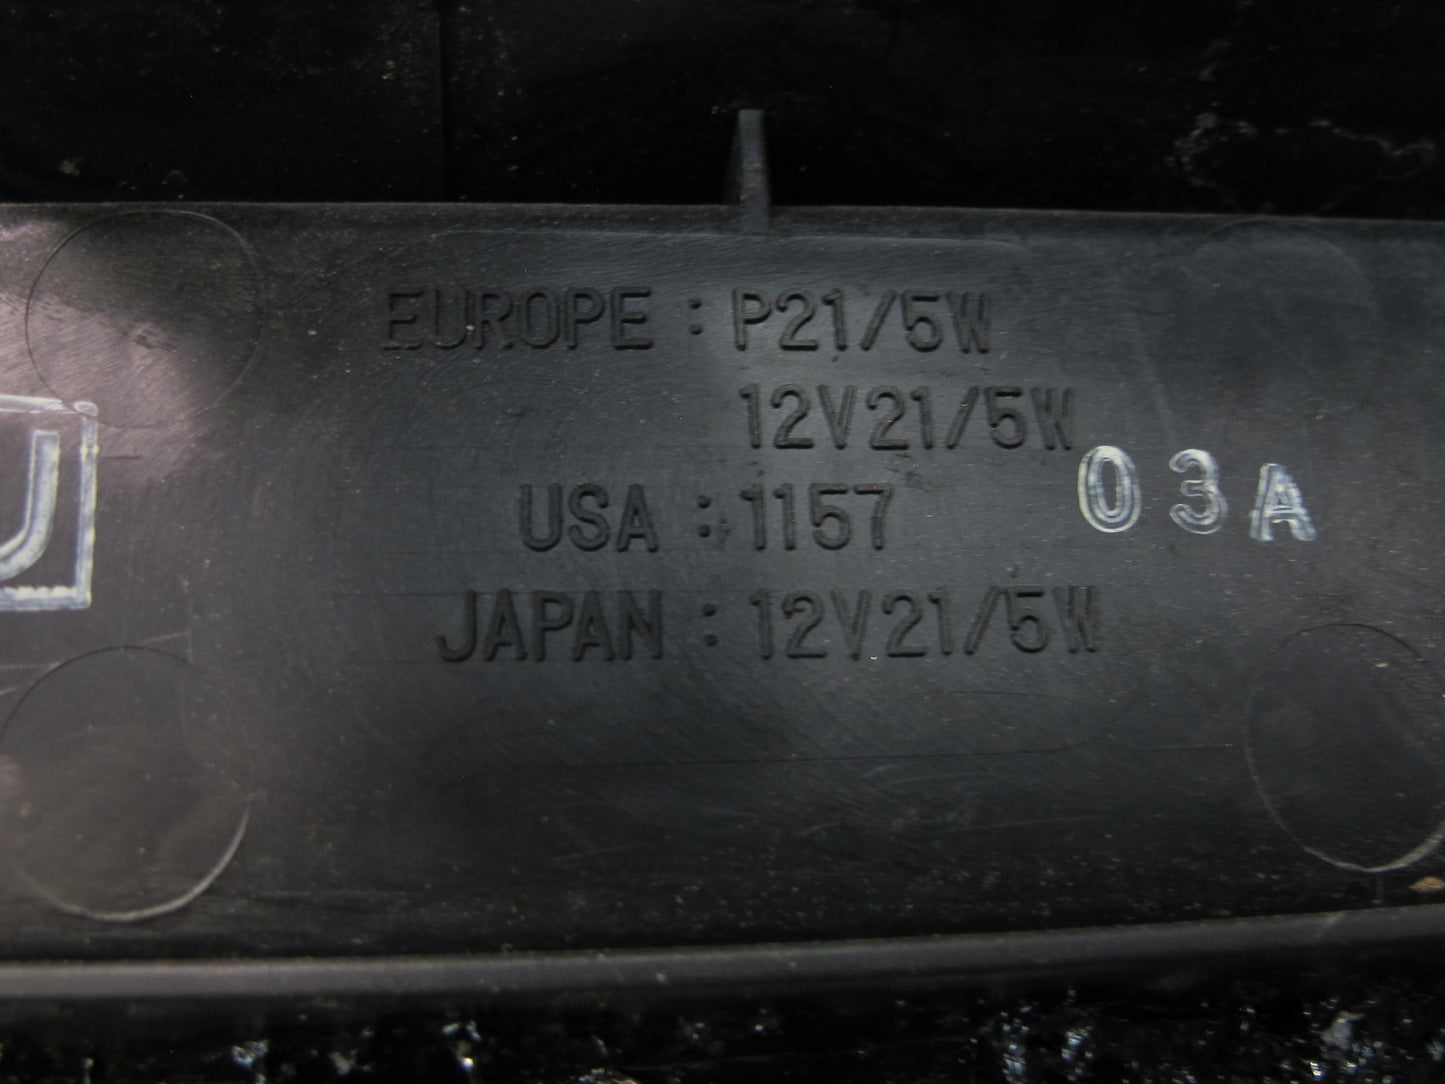 EUROPE : P21/5W
12V21/5W
USA : 1157
JAPAN : 12V21/5W
03A